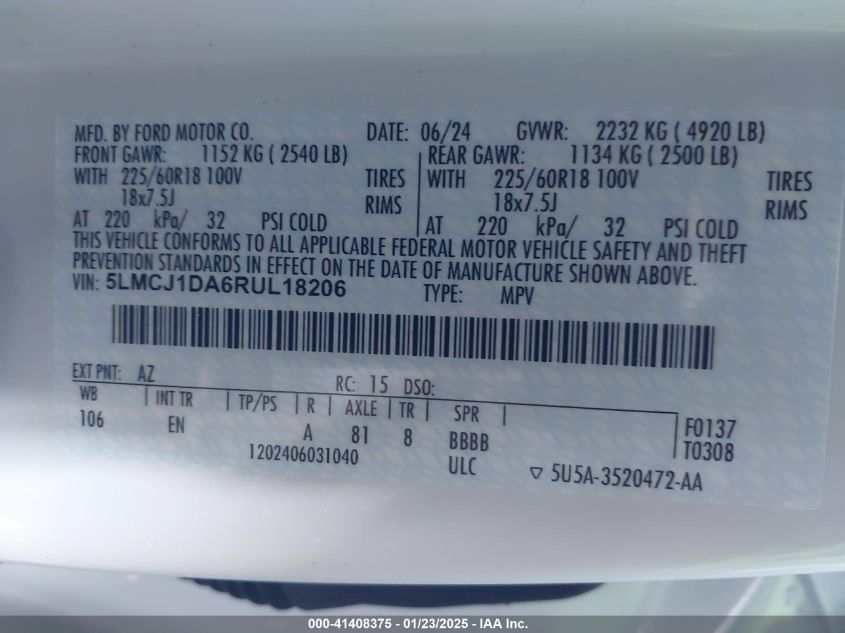 MFD. BY FORD MOTOR CO. DATE: 06/24 GVWR: 2232 KG ( 4920 LB)
FRONT GAWR: 1152 KG ( 2540 LB) REAR GAWR: 1134 KG ( 2500 LB)
WITH 225/60R18 100V TIRES WITH 225/60R18 100V TIRES
18x7.5J RIMS 18x7.5J RIMS
AT 220 kPa/ 32 PSI COLD AT 220 kPa/ 32 PSI COLD
THIS VEHICLE CONFORMS TO ALL APPLICABLE FEDERAL MOTOR VEHICLE SAFETY AND THEFT
PREVENTION STANDARDS IN EFFECT ON THE DATE OF MANUFACTURE SHOWN ABOVE.
VIN: 5LMCJ1DA6RUL18206 TYPE: MPV
EXT PNT: AZ RC: 15 DSO:
WB INT TR TP/PS R AXLE TR SPR F0137
106 EN A 81 8 BBBB T0308
1202406031040 ULC ▽ 5U5A-3520472-AA
000-41408375 - 01/23/2025 - IAA Inc.